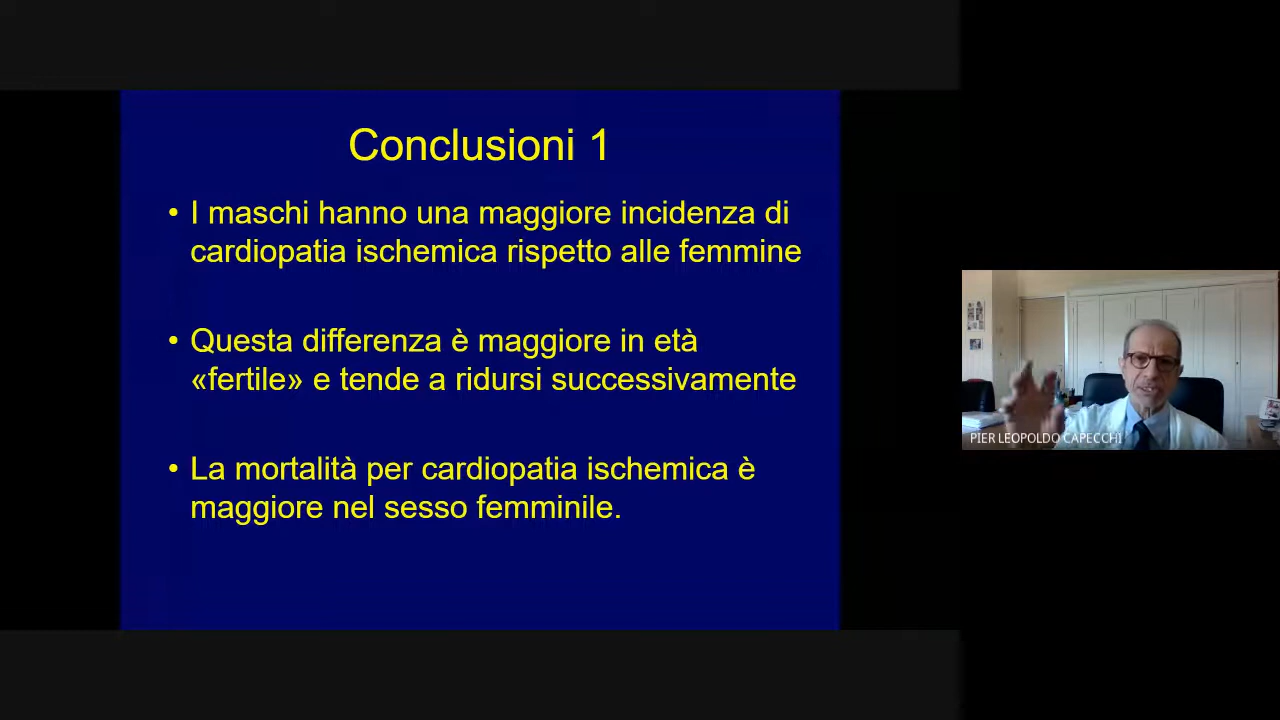 Conclusioni 1
• I maschi hanno una maggiore incidenza di
cardiopatia ischemica rispetto alle femmine
• Questa differenza è maggiore in età
«fertile» e tende a ridursi successivamente
• La mortalità per cardiopatia ischemica è
maggiore nel sesso femminile.
PIER LEOPOLDO CAPECCHI